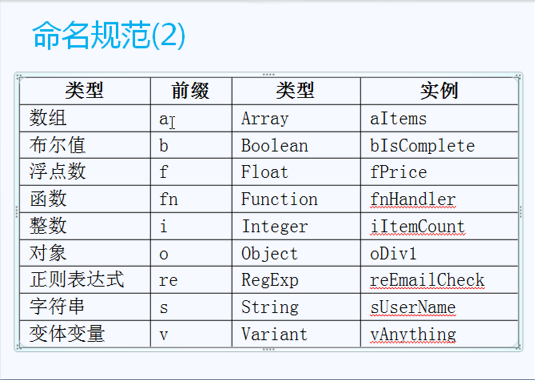 命名规范(2)
类型 前缀 类型 实例
数组 a Array aItems
布尔值 b Boolean bIsComplete
浮点数 f Float fPrice
函数 fn Function fnHandler
整数 i Integer iItemCount
对象 o Object oDiv1
正则表达式 re RegExp reEmailCheck
字符串 s String sUserName
变体变量 v Variant vAnything